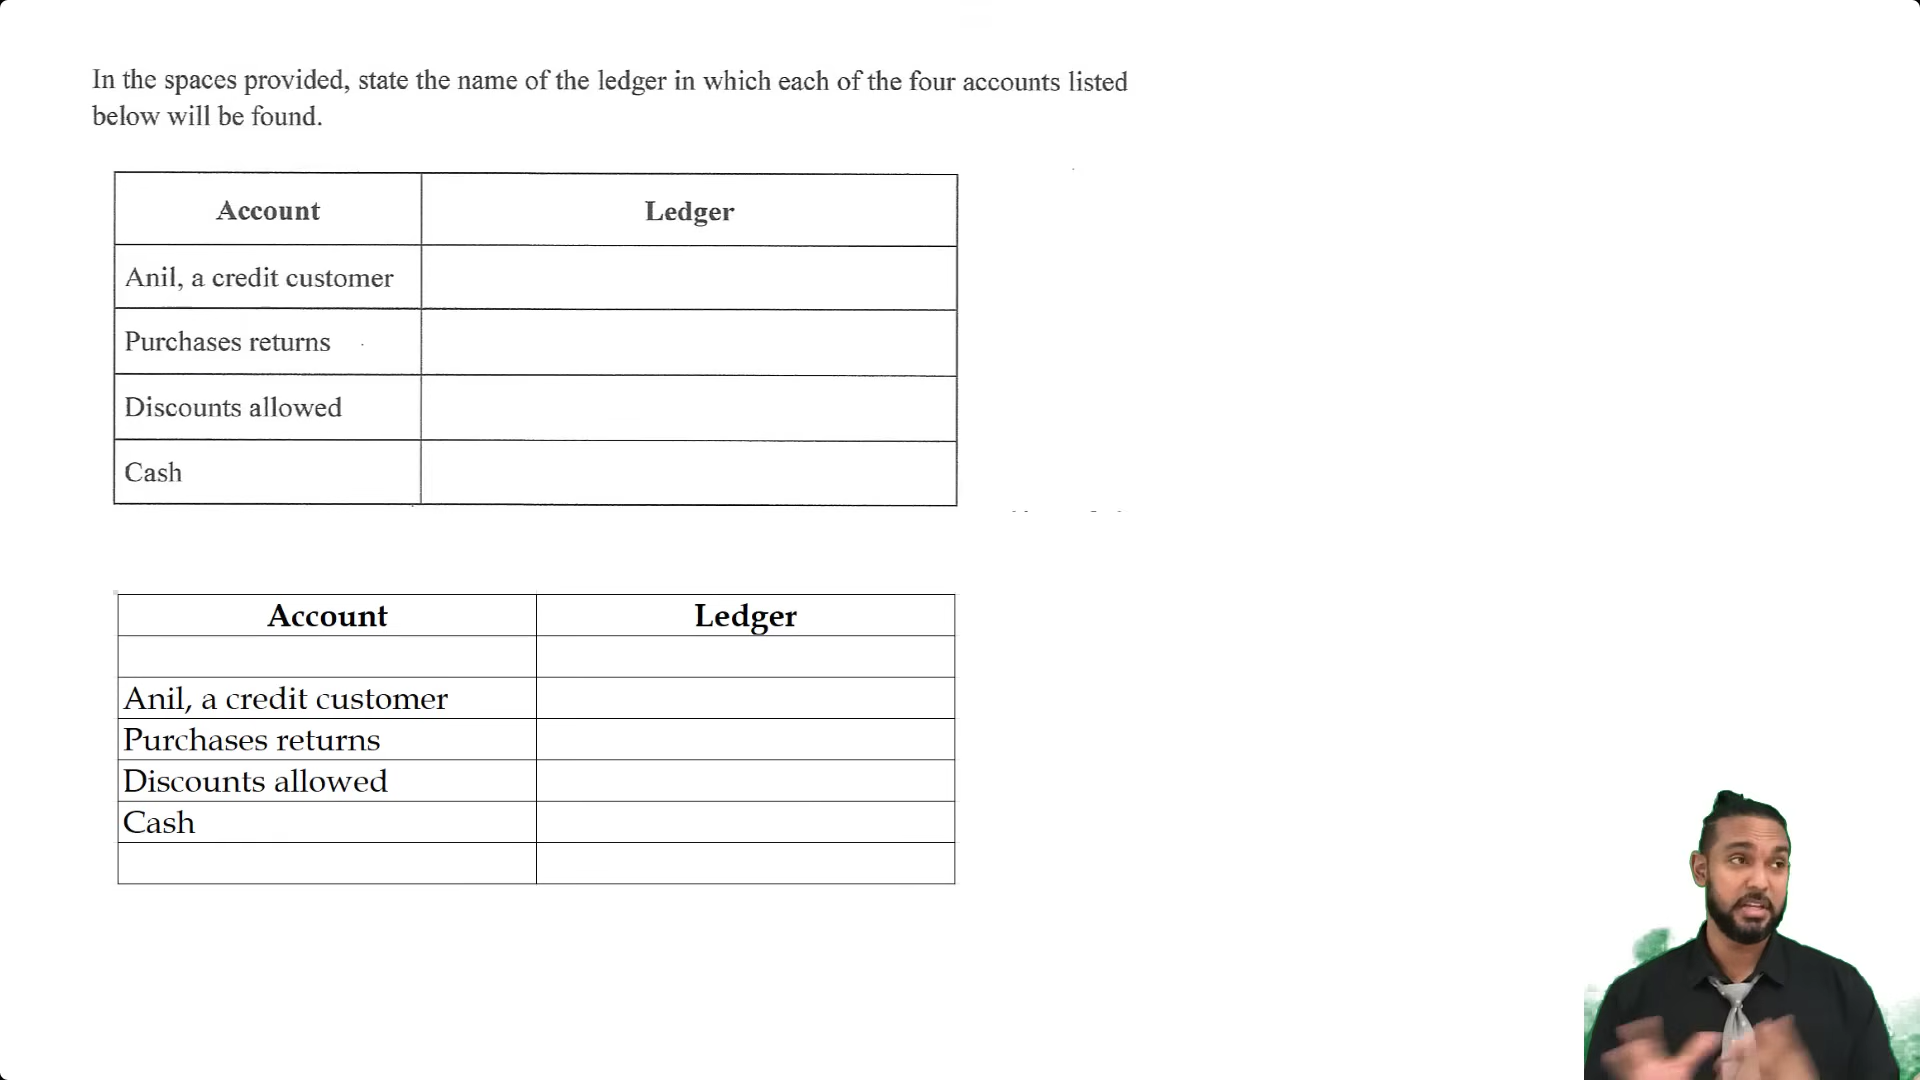 In the spaces provided, state the name of the ledger in which each of the four accounts listed
below will be found.
Account Ledger
Anil, a credit customer
Purchases returns
Discounts allowed
Cash
Account Ledger
Anil, a credit customer
Purchases returns
Discounts allowed
Cash